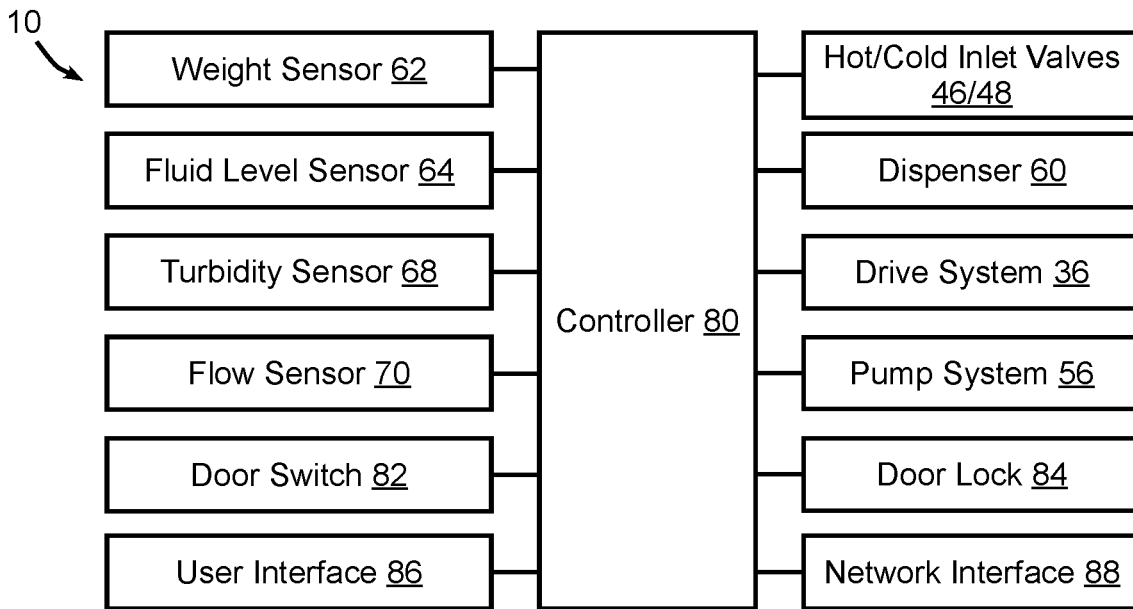 10
Weight Sensor 62
Fluid Level Sensor 64
Turbidity Sensor 68
Flow Sensor 70
Door Switch 82
User Interface 86
Controller 80
Hot/Cold Inlet Valves
46/48
Dispenser 60
Drive System 36
Pump System 56
Door Lock 84
Network Interface 88